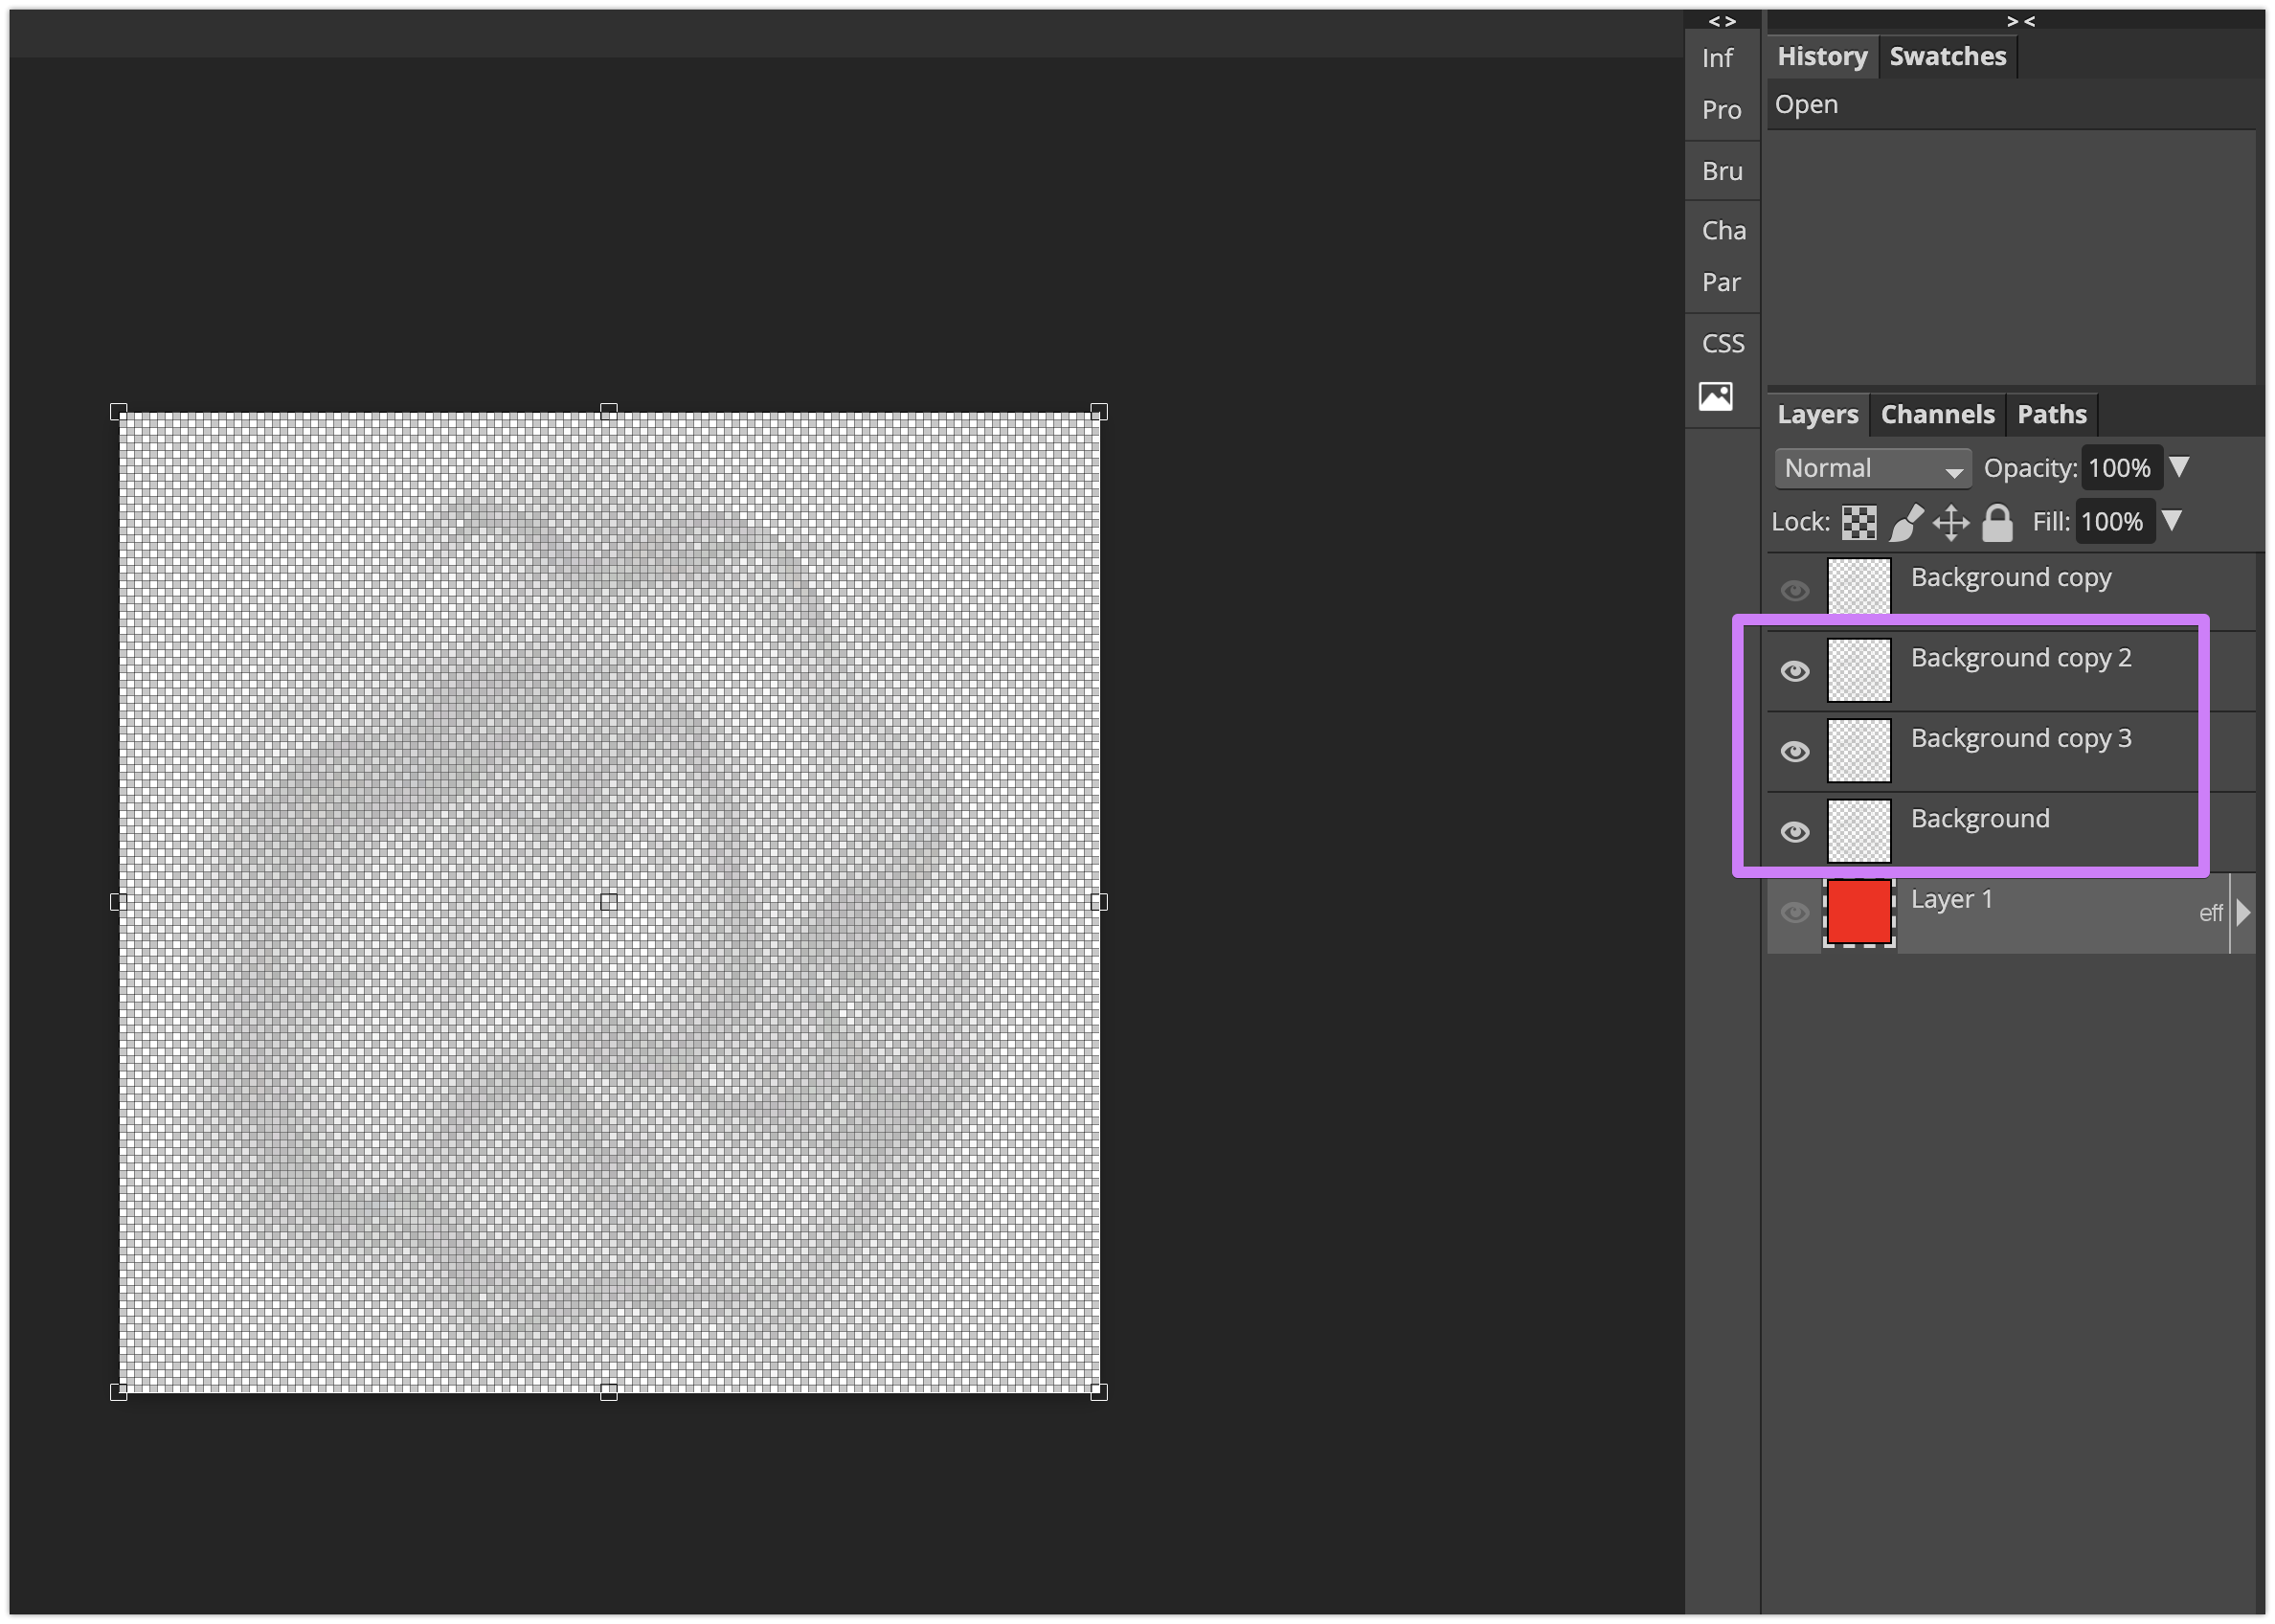 < >
> <
Inf
Pro
Bru
Cha
Par
CSS
History Swatches
Open
Layers Channels Paths
Normal Opacity: 100%
Lock: Fill: 100%
Background copy
Background copy 2
Background copy 3
Background
Layer 1 eff